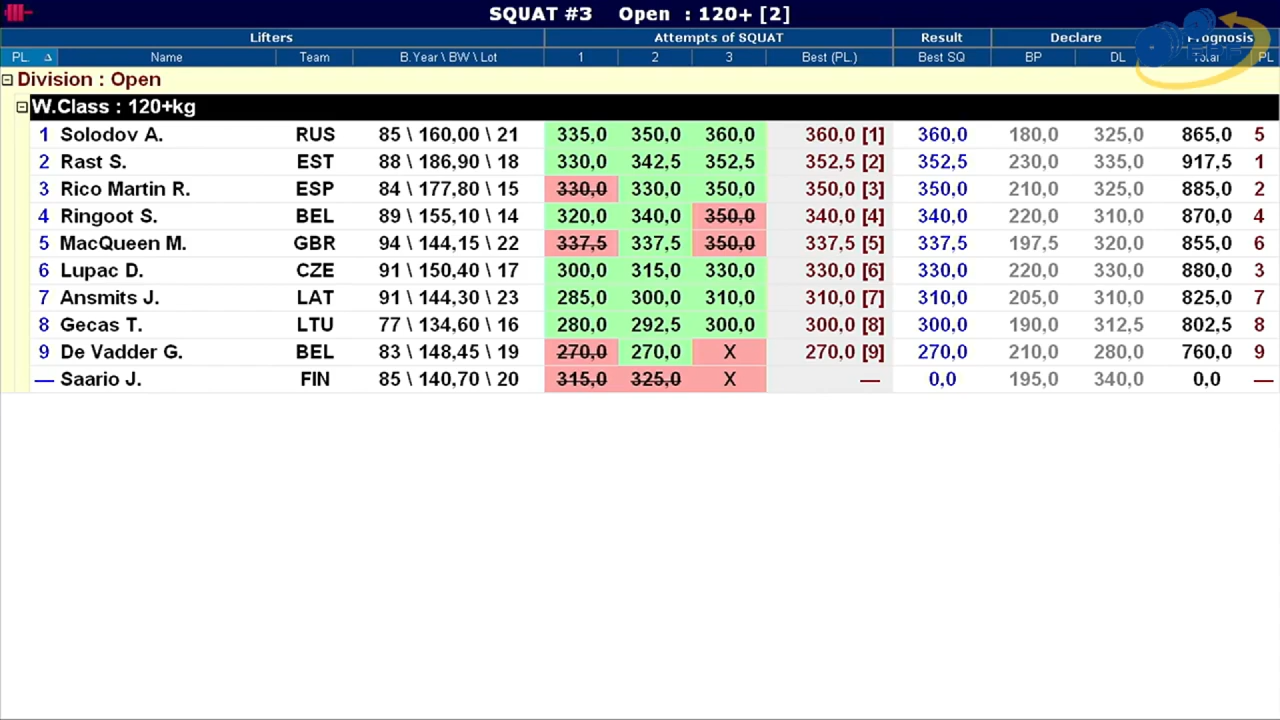 SQUAT #3 Open : 120+ [2]
Lifters Attempts of SQUAT Result Declare Prognosis
PL. Name Team B.Year \ BW \ Lot 1 2 3 Best (PL.) Best SQ BP DL Total PL
Division : Open
W.Class : 120+kg
1 Solodov A. RUS 85 \ 160,00 \ 21 335,0 350,0 360,0 360,0 [1] 360,0 180,0 325,0 865,0 5
2 Rast S. EST 88 \ 186,90 \ 18 330,0 342,5 352,5 352,5 [2] 352,5 230,0 335,0 917,5 1
3 Rico Martin R. ESP 84 \ 177,80 \ 15 330,0 330,0 350,0 350,0 [3] 350,0 210,0 325,0 885,0 2
4 Ringoot S. BEL 89 \ 155,10 \ 14 320,0 340,0 350,0 340,0 [4] 340,0 220,0 310,0 870,0 4
5 MacQueen M. GBR 94 \ 144,15 \ 22 337,5 337,5 350,0 337,5 [5] 337,5 197,5 320,0 855,0 6
6 Lupac D. CZE 91 \ 150,40 \ 17 300,0 315,0 330,0 330,0 [6] 330,0 220,0 330,0 880,0 3
7 Ansmits J. LAT 91 \ 144,30 \ 23 285,0 300,0 310,0 310,0 [7] 310,0 205,0 310,0 825,0 7
8 Gecas T. LTU 77 \ 134,60 \ 16 280,0 292,5 300,0 300,0 [8] 300,0 190,0 312,5 802,5 8
9 De Vadder G. BEL 83 \ 148,45 \ 19 270,0 270,0 X 270,0 [9] 270,0 210,0 280,0 760,0 9
— Saario J. FIN 85 \ 140,70 \ 20 315,0 325,0 X — 0,0 195,0 340,0 0,0 —